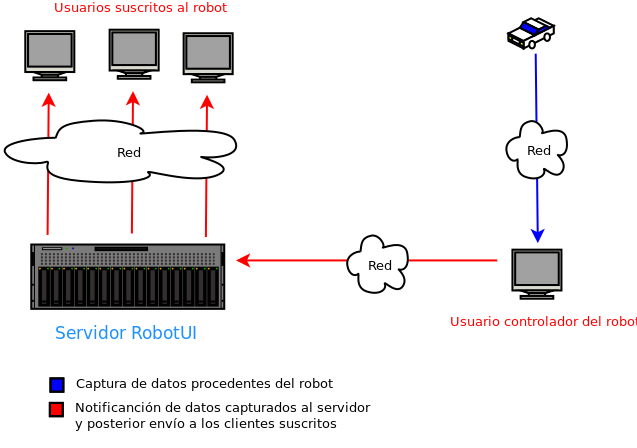 Usuarios suscritos al robot
Red
Red
Red
Usuario controlador del robot
Servidor RobotUI
Captura de datos procedentes del robot
Notificanción de datos capturados al servidor
y posterior envío a los clientes suscritos